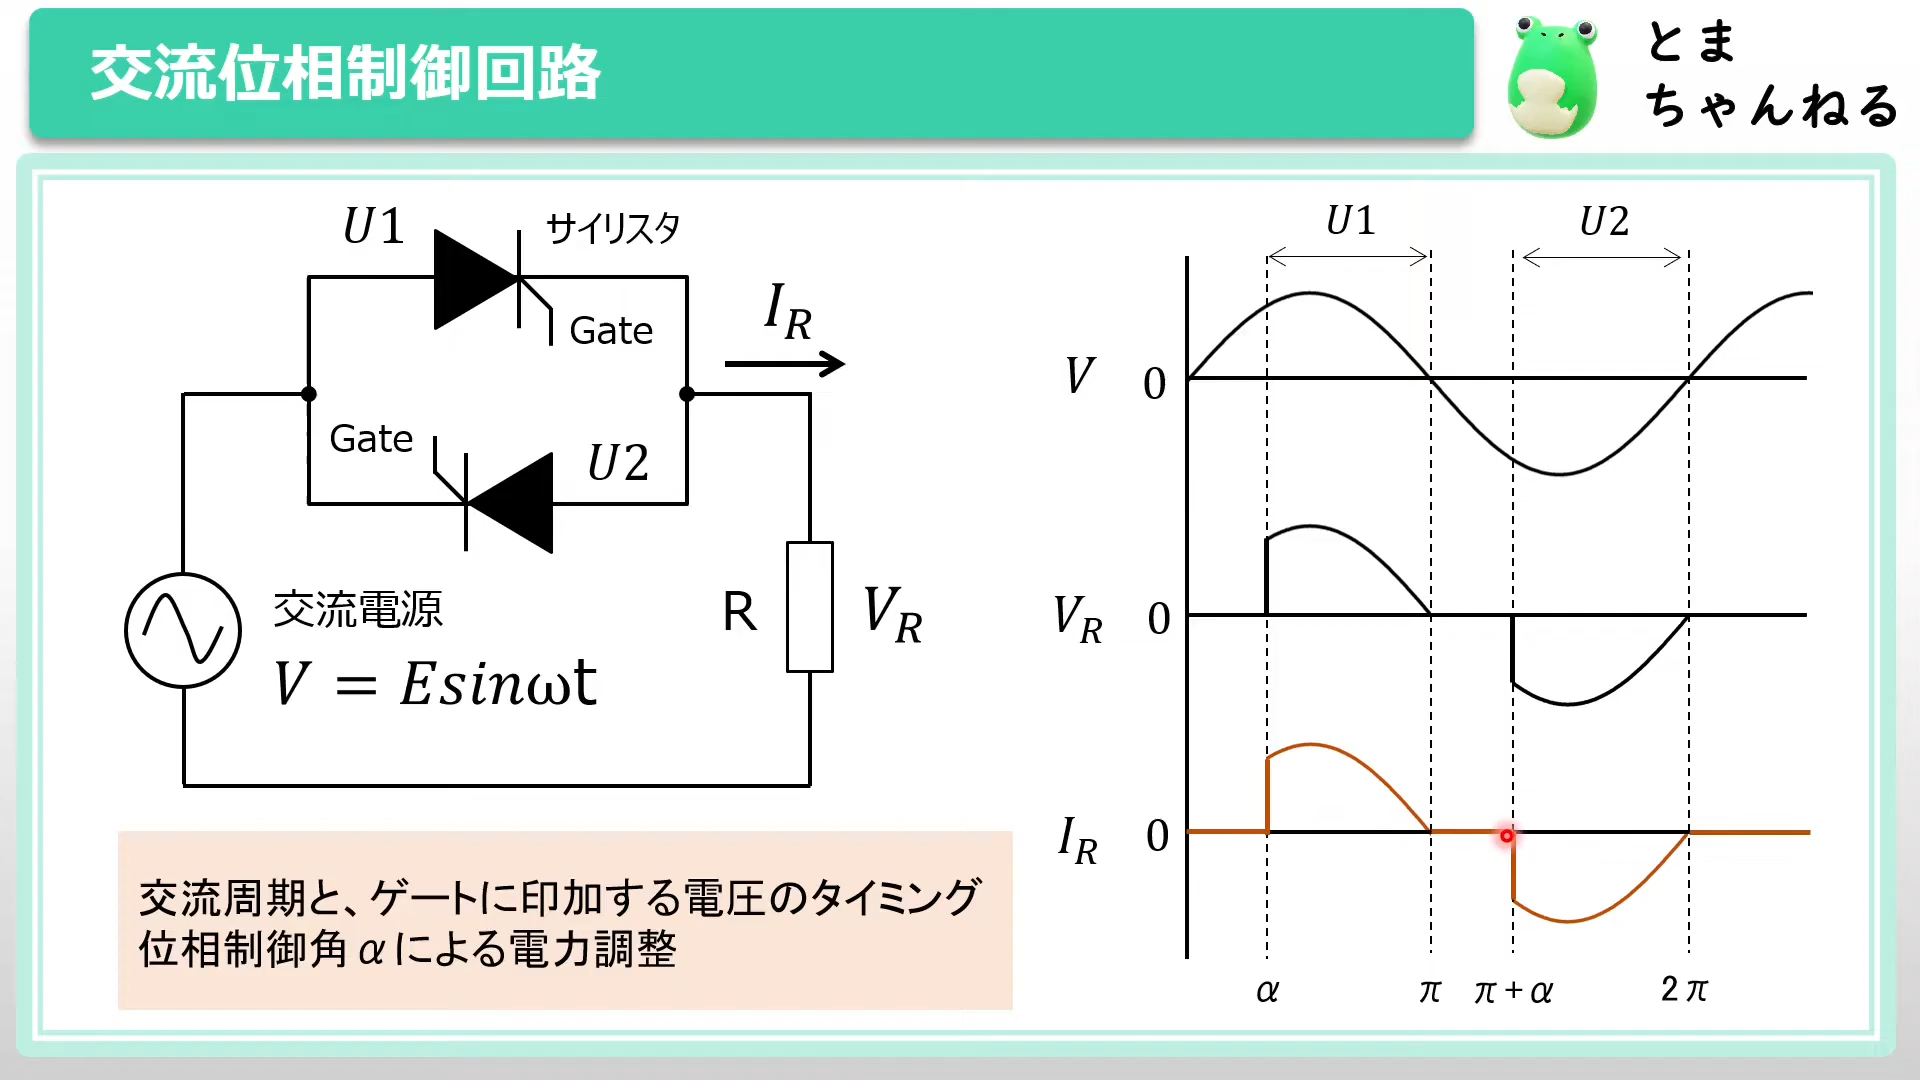 交流位相制御回路
とま
ちゃんねる
U1
サイリスタ
Gate
I_R
Gate
U2
交流電源
V = Esinωt
R
V_R
交流周期と、ゲートに印加する電圧のタイミング
位相制御角αによる電力調整
U1
U2
V 0
V_R 0
I_R 0
α
π
π+α
2π